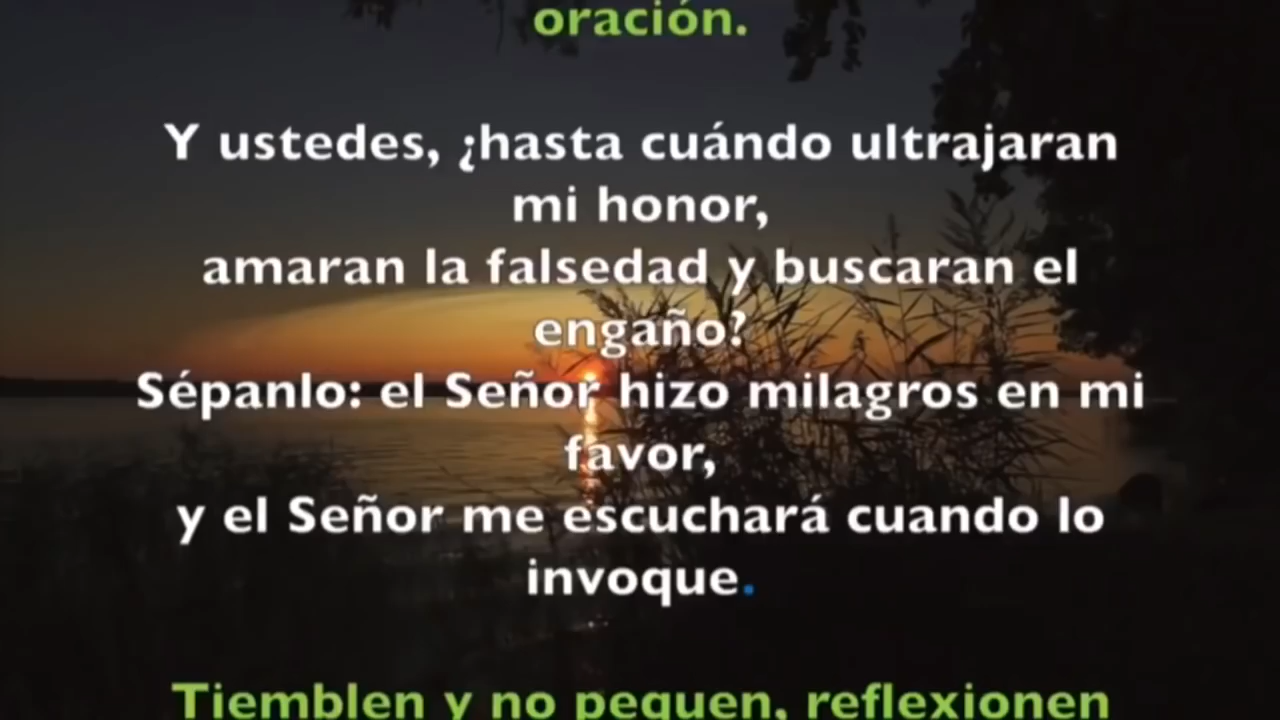 oración.
Y ustedes, ¿hasta cuándo ultrajaran
mi honor,
amaran la falsedad y buscaran el
engaño?
Sépanlo: el Señor hizo milagros en mi
favor,
y el Señor me escuchará cuando lo
invoque.
Tiemblen y no pequen, reflexionen